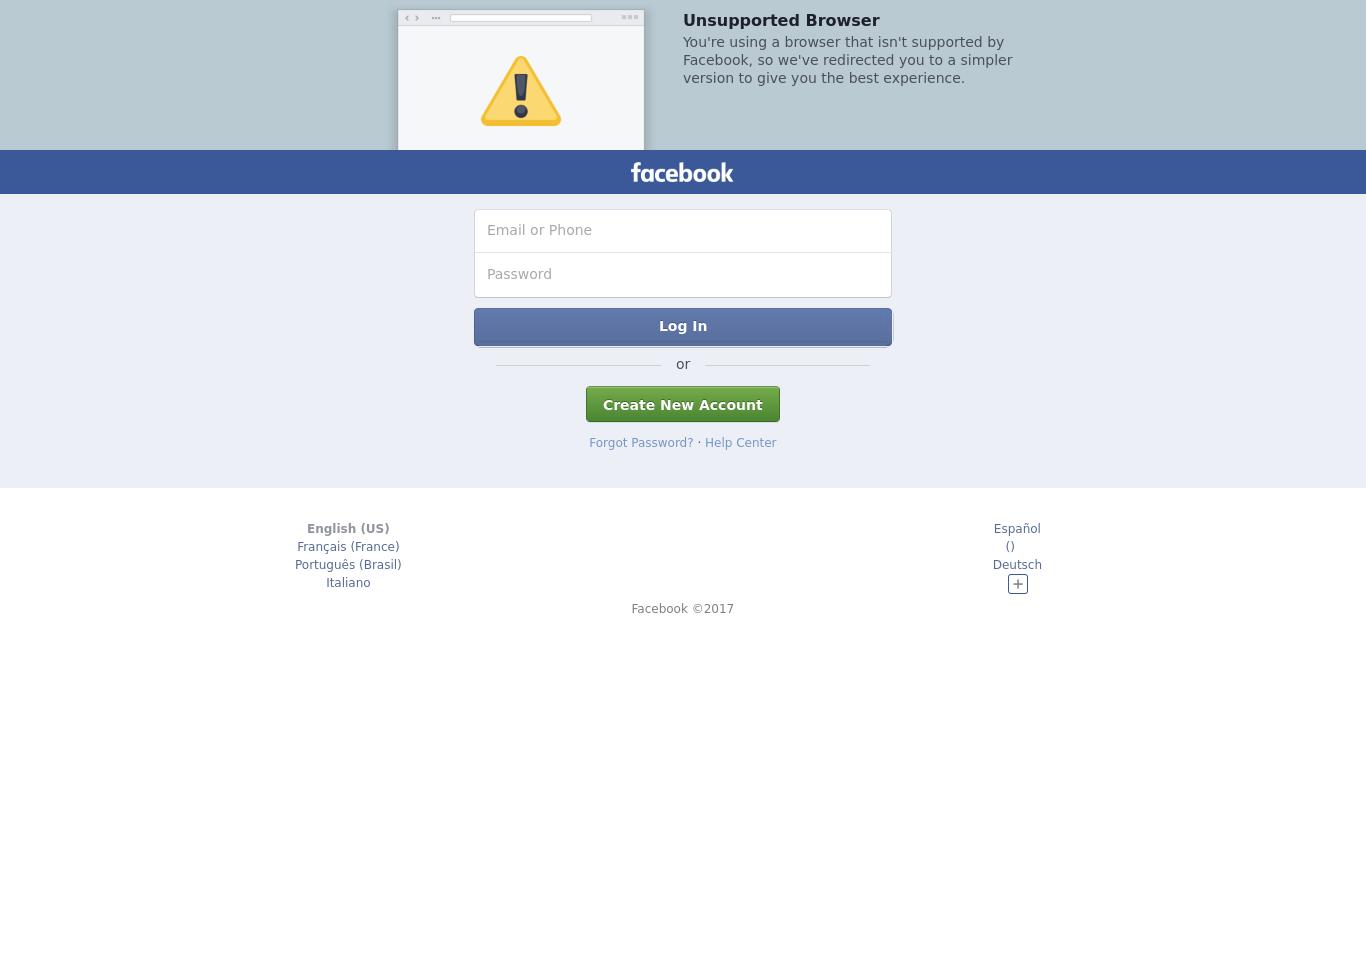 Unsupported Browser
You're using a browser that isn't supported by
Facebook, so we've redirected you to a simpler
version to give you the best experience.
facebook
Email or Phone
Password
Log In
or
Create New Account
Forgot Password? · Help Center
English (US)
Français (France)
Português (Brasil)
Italiano
Español
()
Deutsch
+
Facebook ©2017